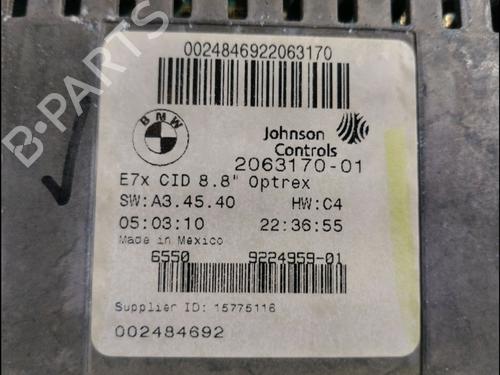 0024846922063170
BMW
Johnson
Controls
2063170-01
E7x CID 8.8" Optrex
SW:A3.45.40 HW:C4
05:03:10 22:36:55
Made in Mexico
6550 9224959-01
Supplier ID: 15775116
002484692
B-PARTS